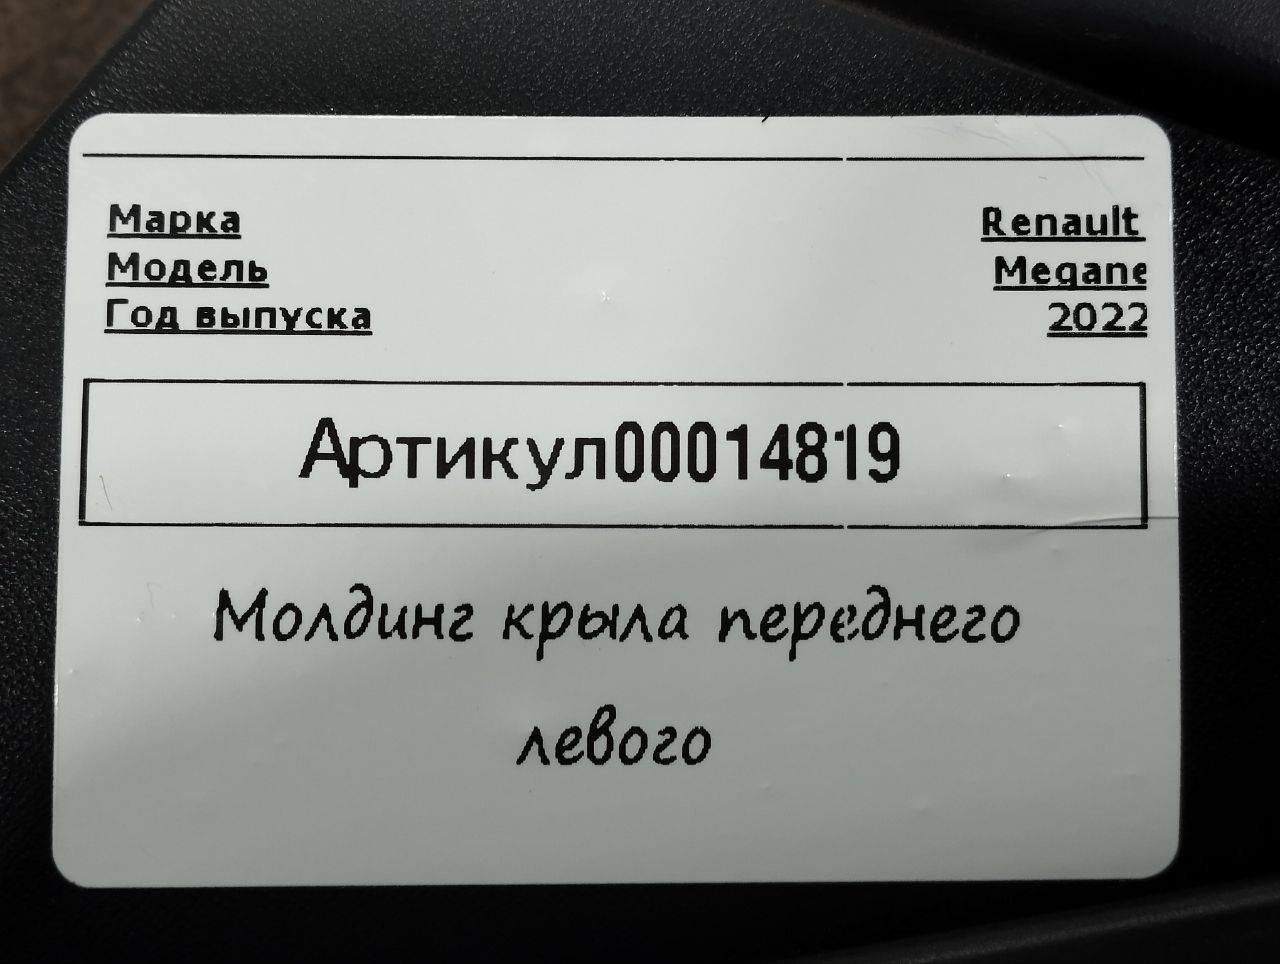 Марка Renault
Модель Megane
Год выпуска 2022
Артикул00014819
Молдинг крыла переднего
левого